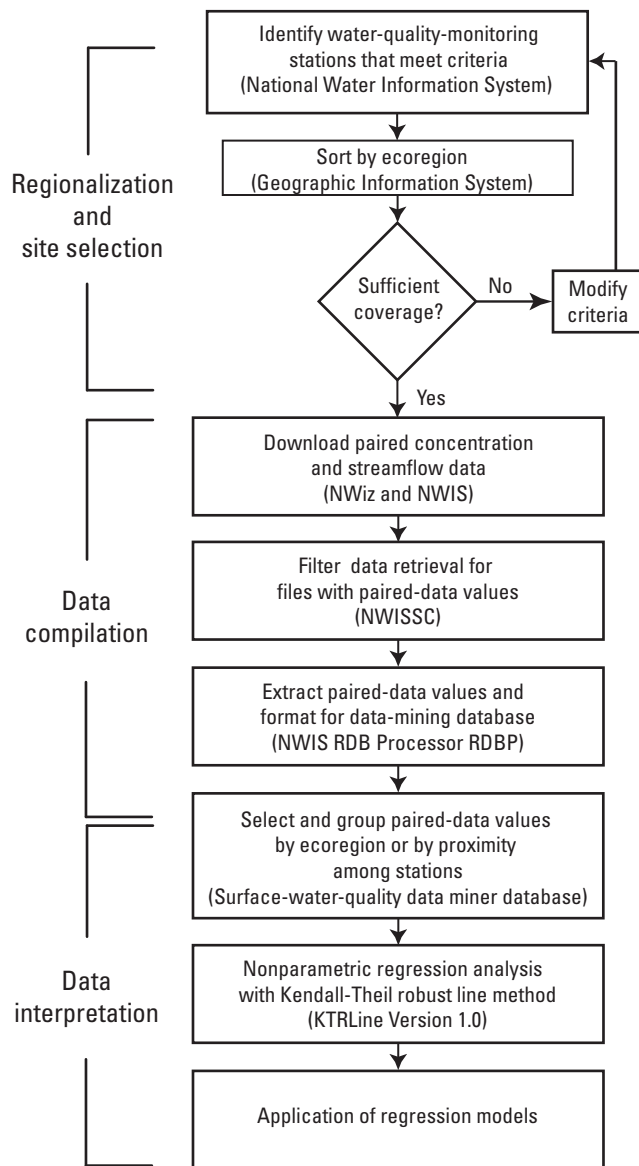 Identify water-quality-monitoring
stations that meet criteria
(National Water Information System)
Sort by ecoregion
(Geographic Information System)
Regionalization
and
site selection
Sufficient
coverage?
No
Modify
criteria
Yes
Download paired concentration
and streamflow data
(NWiz and NWIS)
Filter data retrieval for
files with paired-data values
(NWISSC)
Data
compilation
Extract paired-data values and
format for data-mining database
(NWIS RDB Processor RDBP)
Select and group paired-data values
by ecoregion or by proximity
among stations
(Surface-water-quality data miner database)
Data
interpretation
Nonparametric regression analysis
with Kendall-Theil robust line method
(KTRLine Version 1.0)
Application of regression models